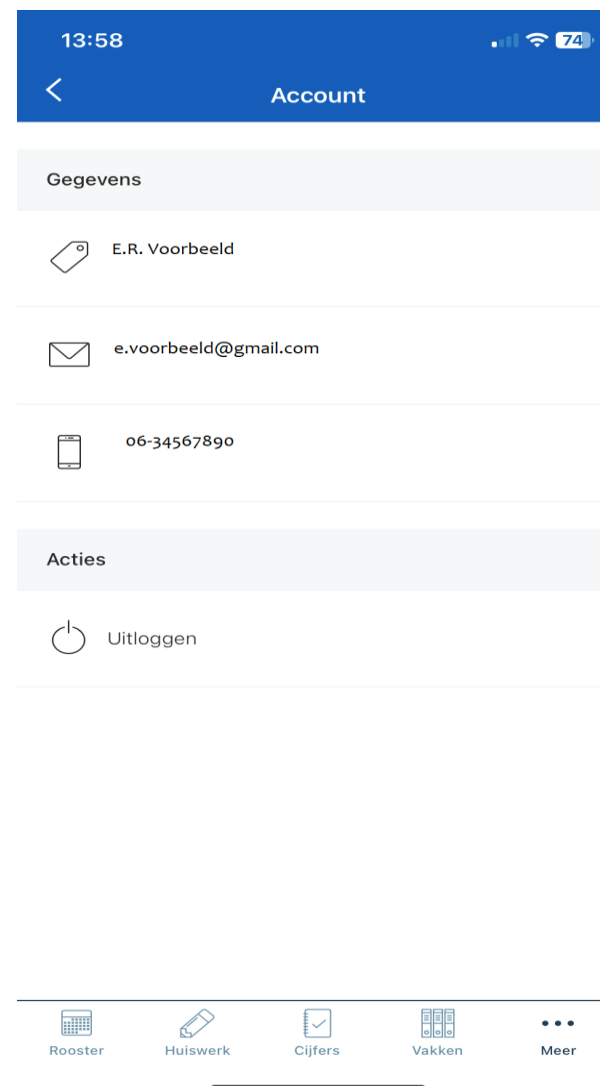 13:58
74
Account
Gegevens
E.R. Voorbeeld
e.voorbeeld@gmail.com
06-34567890
Acties
Uitloggen
Rooster Huiswerk Cijfers Vakken Meer